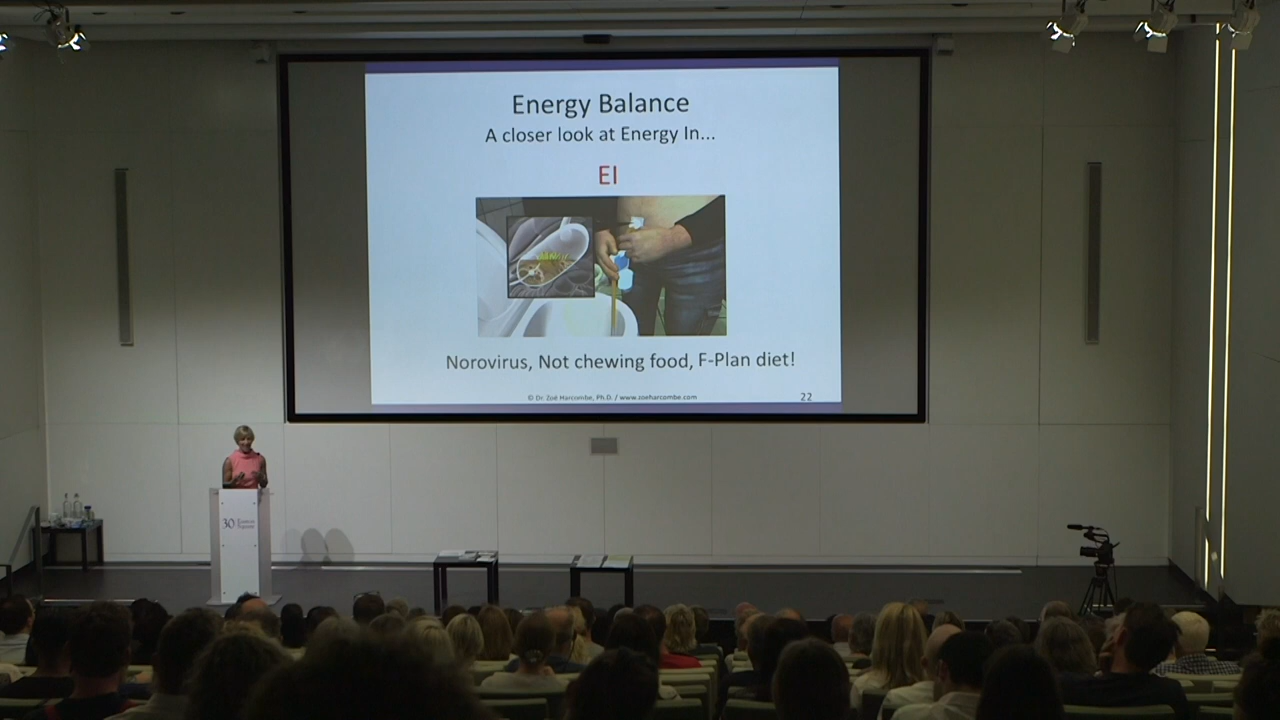 Energy Balance
A closer look at Energy In...
EI
Norovirus, Not chewing food, F-Plan diet!
© Dr. Zoë Harcombe, Ph.D. / www.zoeharcombe.com
22
30